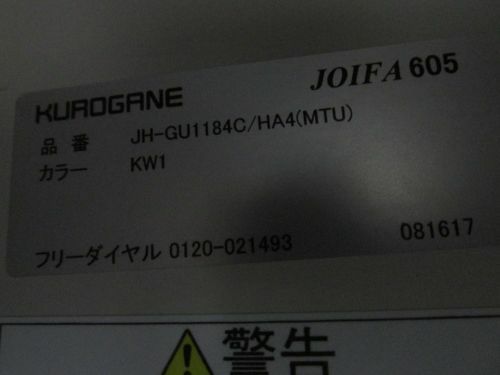 KUROGANE JOIFA 605
品番 JH-GU1184C/HA4(MTU)
カラー KW1
フリーダイヤル 0120-021493 081617
警告